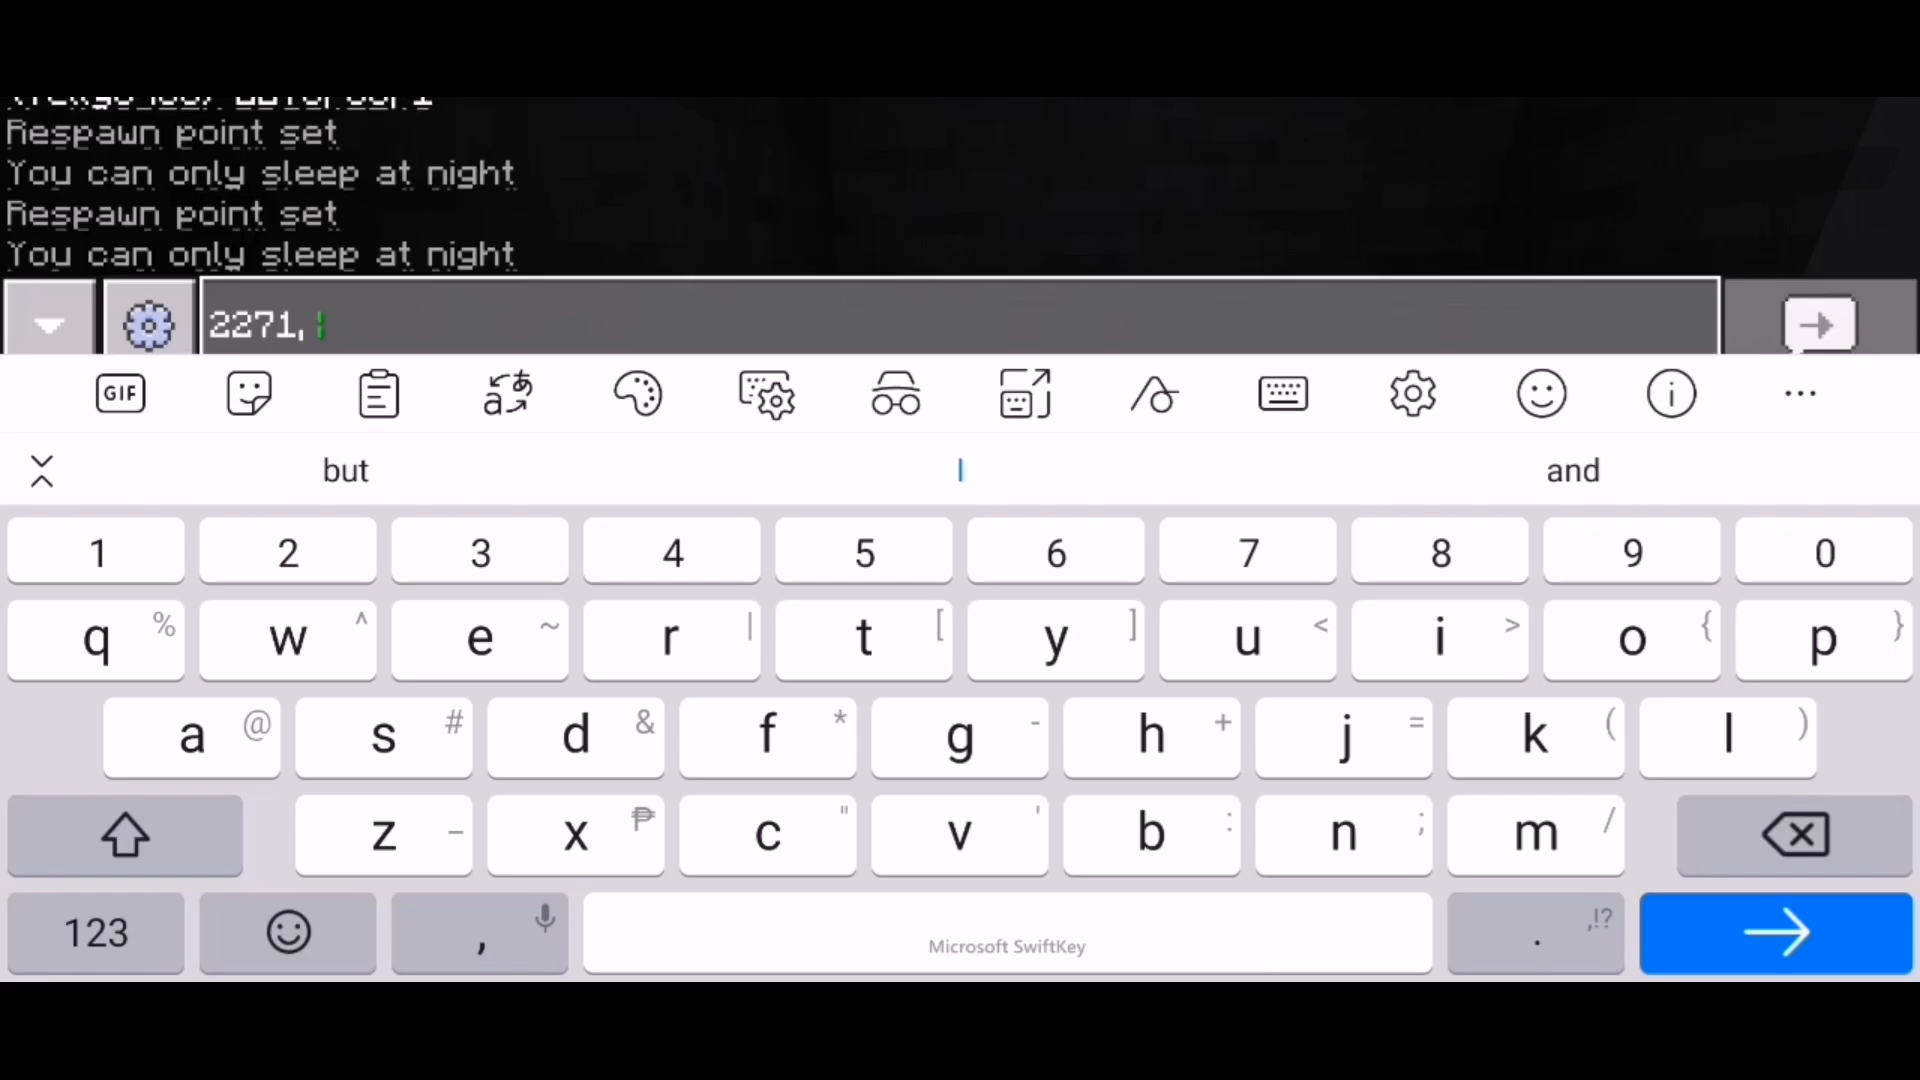 Respawn point set
You can only sleep at night
Respawn point set
You can only sleep at night
2271,
GIF
but I and
1 2 3 4 5 6 7 8 9 0
q % w ^ e ~ r | t [ y ] u < i > o { p }
a @ s # d & f * g - h + j = k ( l )
z _ x ₱ c " v ' b : n ; m /
123 , Microsoft SwiftKey . ,!?